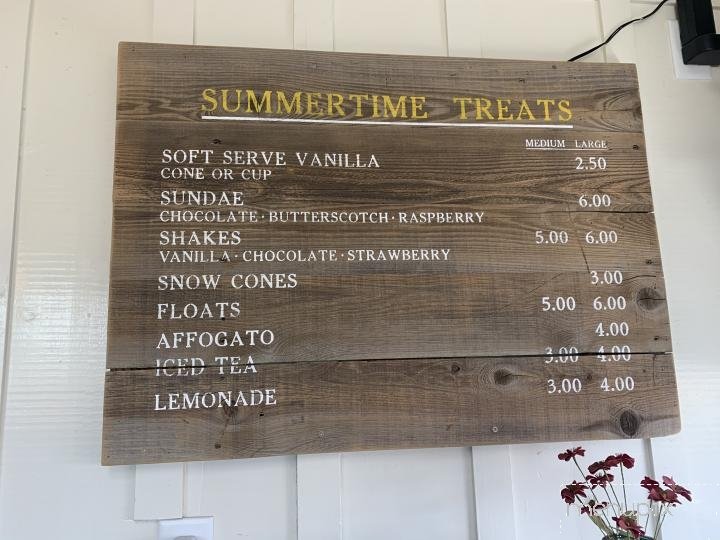 SUMMERTIME TREATS
MEDIUM LARGE
SOFT SERVE VANILLA 2.50
CONE OR CUP
SUNDAE 6.00
CHOCOLATE · BUTTERSCOTCH · RASPBERRY
SHAKES 5.00 6.00
VANILLA · CHOCOLATE · STRAWBERRY
SNOW CONES 3.00
FLOATS 5.00 6.00
AFFOGATO 4.00
ICED TEA 3.00 4.00
LEMONADE 3.00 4.00